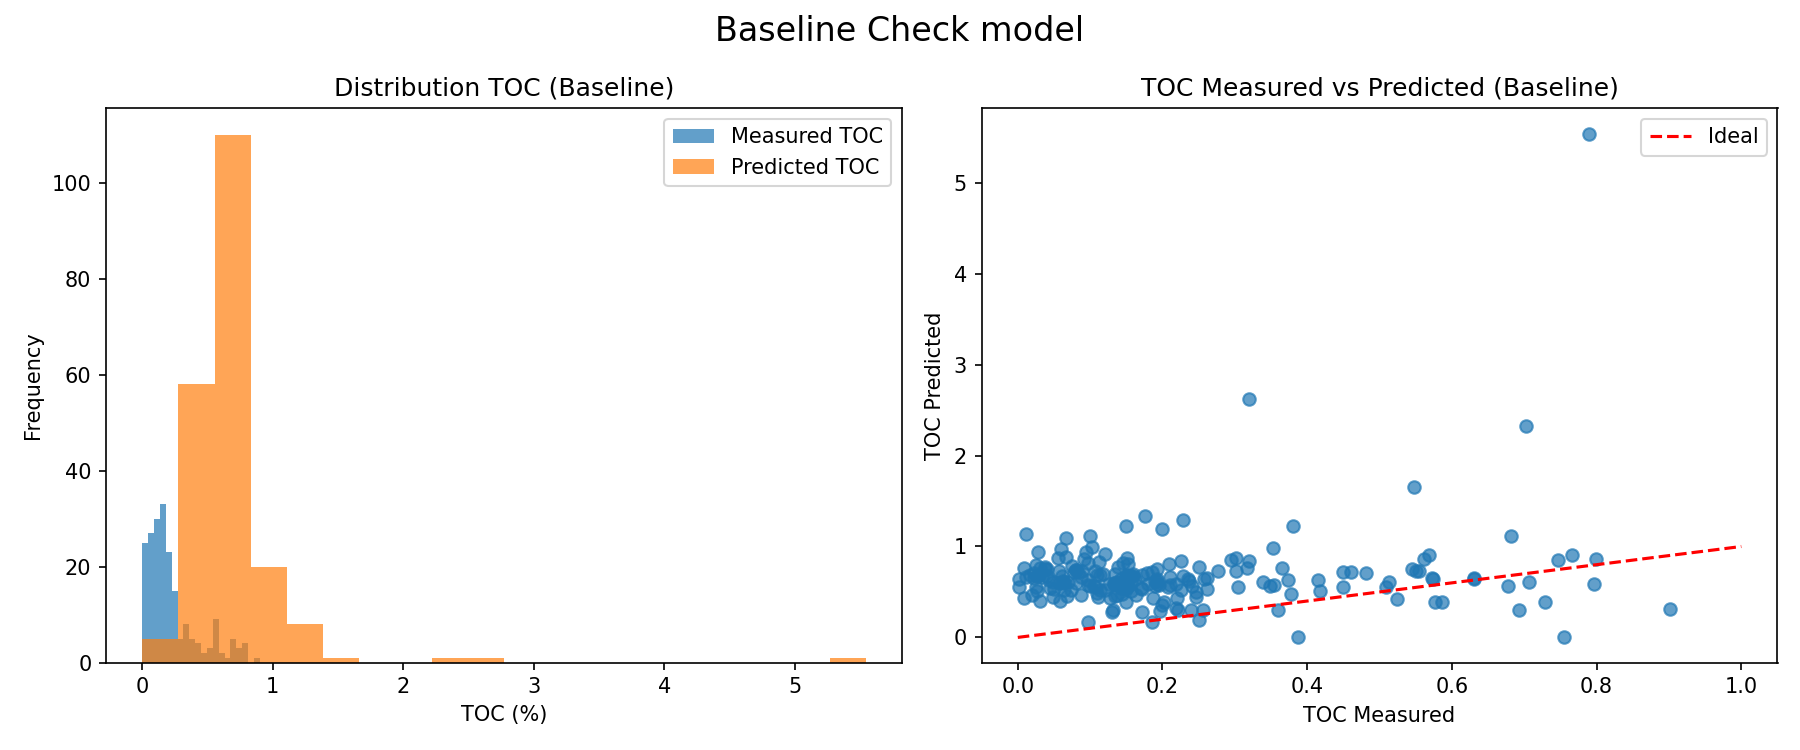 Baseline Check model
Distribution TOC (Baseline)
Measured TOC
Predicted TOC
Frequency
100
80
60
40
20
0
0 1 2 3 4 5
TOC (%)
TOC Measured vs Predicted (Baseline)
Ideal
TOC Predicted
5
4
3
2
1
0
0.0 0.2 0.4 0.6 0.8 1.0
TOC Measured